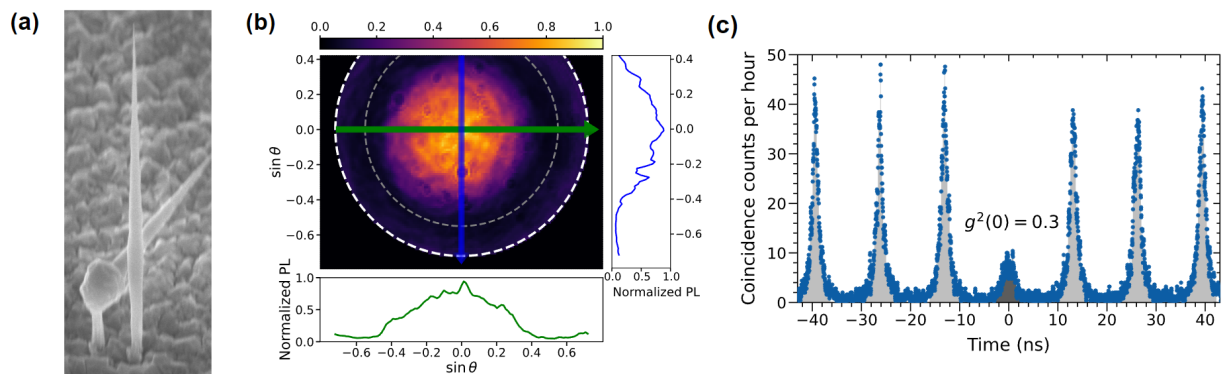 (a)
(b)
0.0 0.2 0.4 0.6 0.8 1.0
0.4
0.2
0.0
−0.2
−0.4
−0.6
sin θ
0.4
0.2
0.0
−0.2
−0.4
−0.6
0.0 0.5 1.0
Normalized PL
1.0
0.5
0.0
Normalized PL
−0.6 −0.4 −0.2 0.0 0.2 0.4 0.6
sin θ
(c)
50
40
30
20
10
0
Coincidence counts per hour
g²(0) = 0.3
−40 −30 −20 −10 0 10 20 30 40
Time (ns)